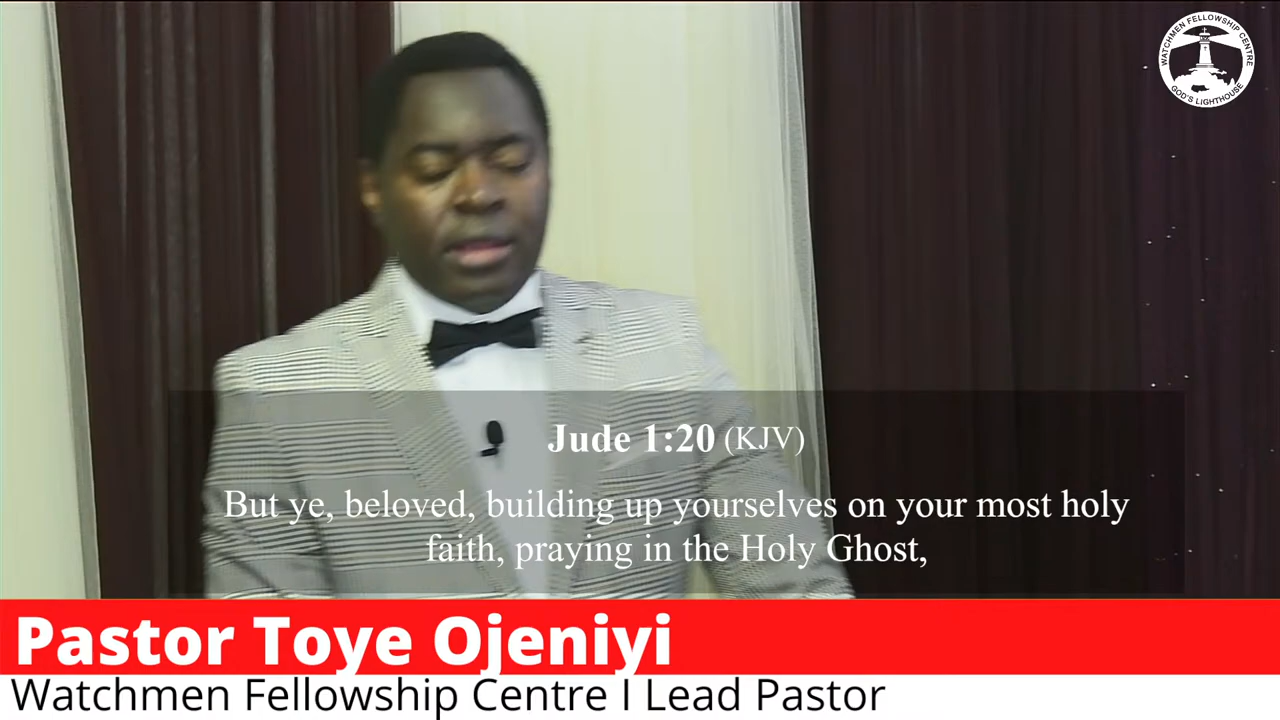 WATCHMEN FELLOWSHIP CENTRE
GOD'S LIGHTHOUSE
Jude 1:20 (KJV)
But ye, beloved, building up yourselves on your most holy
faith, praying in the Holy Ghost,
Pastor Toye Ojeniyi
Watchmen Fellowship Centre I Lead Pastor